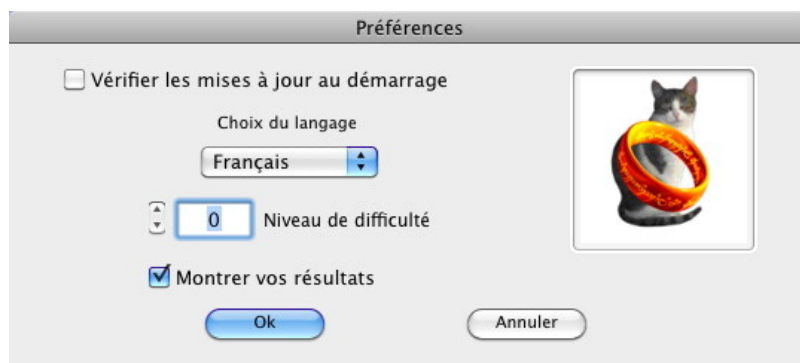 Préférences
Vérifier les mises à jour au démarrage
Choix du langage
Français
0 Niveau de difficulté
Montrer vos résultats
Ok Annuler